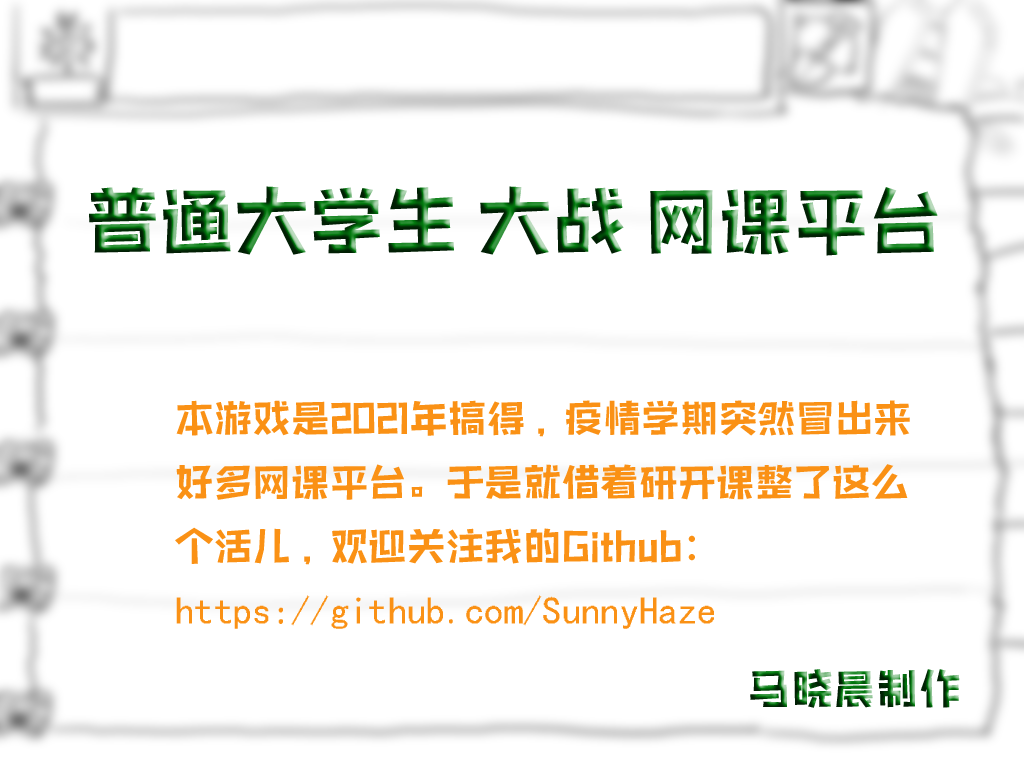 普通大学生 大战 网课平台
本游戏是2021年搞得，疫情学期突然冒出来
好多网课平台。于是就借着研开课整了这么
个活儿，欢迎关注我的Github：
https://github.com/SunnyHaze
马晓晨制作